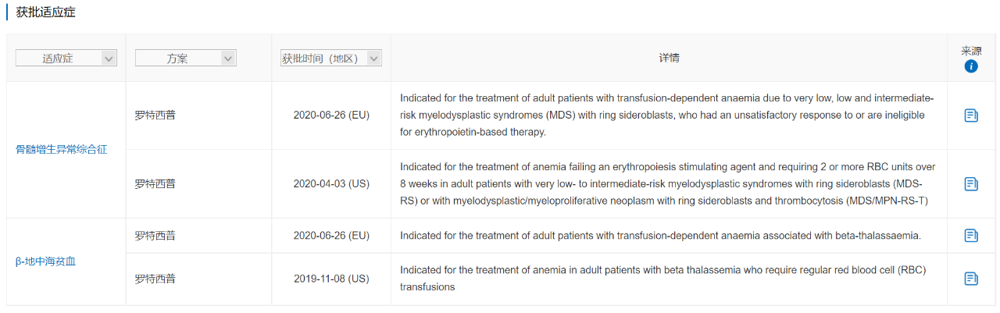 获批适应症
适应症
方案
获批时间（地区）
详情
来源
i
骨髓增生异常综合征
罗特西普
2020-06-26 (EU)
Indicated for the treatment of adult patients with transfusion-dependent anaemia due to very low, low and intermediate-
risk myelodysplastic syndromes (MDS) with ring sideroblasts, who had an unsatisfactory response to or are ineligible
for erythropoietin-based therapy.
罗特西普
2020-04-03 (US)
Indicated for the treatment of anemia failing an erythropoiesis stimulating agent and requiring 2 or more RBC units over
8 weeks in adult patients with very low- to intermediate-risk myelodysplastic syndromes with ring sideroblasts (MDS-
RS) or with myelodysplastic/myeloproliferative neoplasm with ring sideroblasts and thrombocytosis (MDS/MPN-RS-T)
β-地中海贫血
罗特西普
2020-06-26 (EU)
Indicated for the treatment of adult patients with transfusion-dependent anaemia associated with beta-thalassaemia.
罗特西普
2019-11-08 (US)
Indicated for the treatment of anemia in adult patients with beta thalassemia who require regular red blood cell (RBC)
transfusions